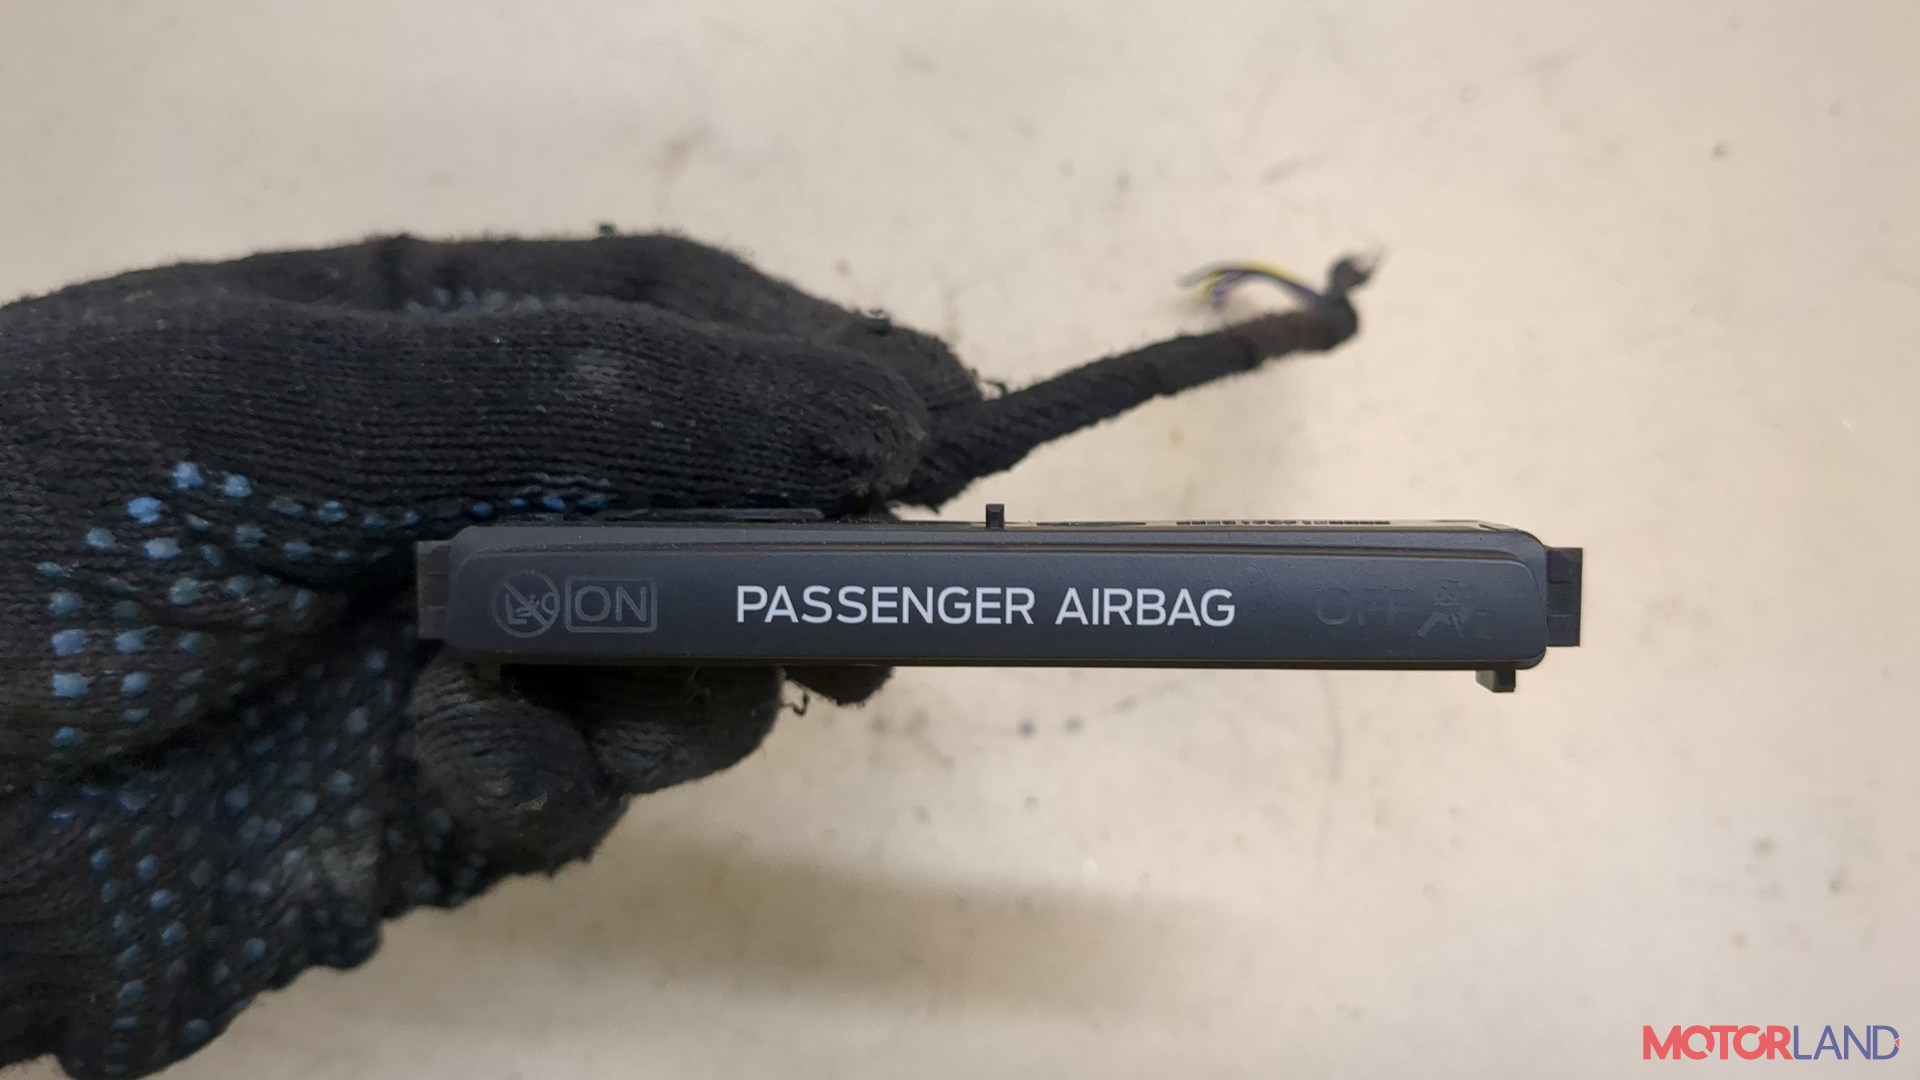 ON PASSENGER AIRBAG OFF
MOTORLAND